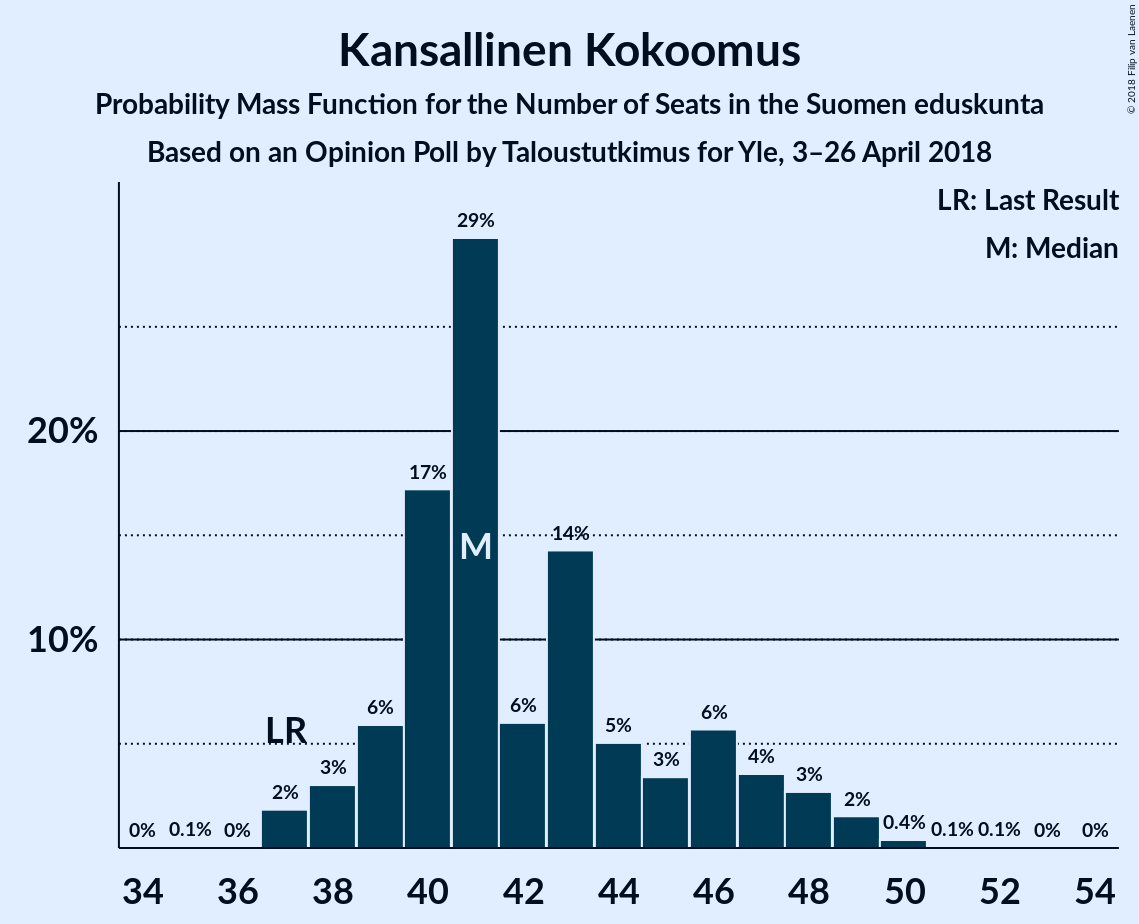 Kansallinen Kokoomus
Probability Mass Function for the Number of Seats in the Suomen eduskunta
Based on an Opinion Poll by Taloustutkimus for Yle, 3–26 April 2018
© 2018 Filip van Laenen
LR: Last Result
M: Median
20%
10%
0% 0.1% 0% 2% 3% 6% 17% 29% 6% 14% 5% 3% 6% 4% 3% 2% 0.4% 0.1% 0.1% 0% 0%
LR
M
34 36 38 40 42 44 46 48 50 52 54